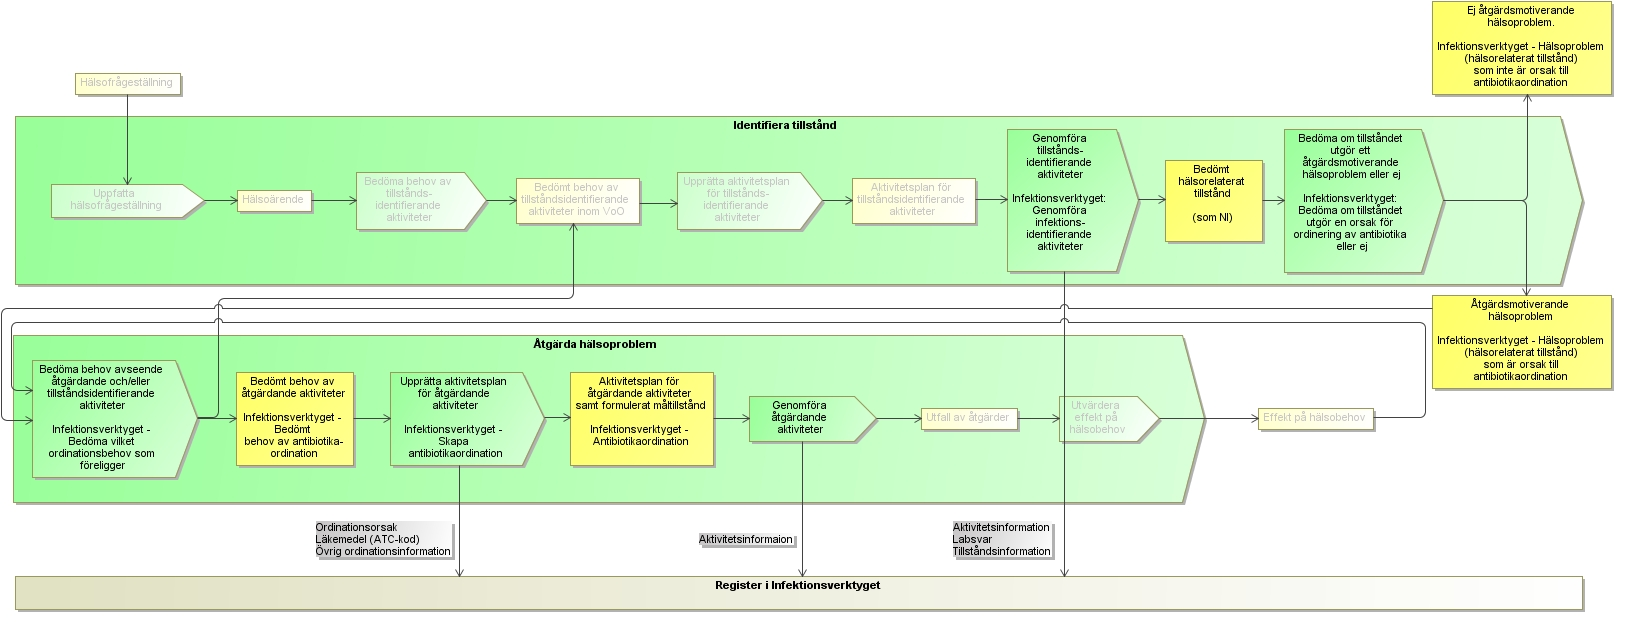 Ej åtgärdsmotiverande
hälsoproblem.
Infektionsverktyget - Hälsoproblem
(hälsorelaterat tillstånd)
som inte är orsak till
antibiotikaordination
Hälsofrågeställning
Identifiera tillstånd
Uppfatta
hälsofrågeställning
Hälsoärende
Bedöma behov av
tillstånds-
identifierande
aktiviteter
Bedömt behov av
tillståndsidentifierande
aktiviteter inom VoO
Upprätta aktivitetsplan
för tillstånds-
identifierande
aktiviteter
Aktivitetsplan för
tillståndsidentifierande
aktiviteter
Genomföra
tillstånds-
identifierande
aktiviteter
Infektionsverktyget:
Genomföra
infektions-
identifierande
aktiviteter
Bedömt
hälsorelaterat
tillstånd
(som NI)
Bedöma om tillståndet
utgör ett
åtgärdsmotiverande
hälsoproblem eller ej
Infektionsverktyget:
Bedöma om tillståndet
utgör en orsak för
ordinering av antibiotika
eller ej
Åtgärdsmotiverande
hälsoproblem
Infektionsverktyget - Hälsoproblem
(hälsorelaterat tillstånd)
som är orsak till
antibiotikaordination
Åtgärda hälsoproblem
Bedöma behov avseende
åtgärdande och/eller
tillståndsidentifierande
aktiviteter
Infektionsverktyget -
Bedöma vilket
ordinationsbehov som
föreligger
Bedömt behov av
åtgärdande aktiviteter
Infektionsverktyget -
Bedömt
behov av antibiotika-
ordination
Upprätta aktivitetsplan
för åtgärdande
aktiviteter
Infektionsverktyget -
Skapa
antibiotikaordination
Aktivitetsplan för
åtgärdande aktiviteter
samt formulerat måltillstånd
Infektionsverktyget -
Antibiotikaordination
Genomföra
åtgärdande
aktiviteter
Utfall av åtgärder
Utvärdera
effekt på
hälsobehov
Effekt på hälsobehov
Ordinationsorsak
Läkemedel (ATC-kod)
Övrig ordinationsinformation
Aktivitetsinformaion
Aktivitetsinformation
Labsvar
Tillståndsinformation
Register i Infektionsverktyget